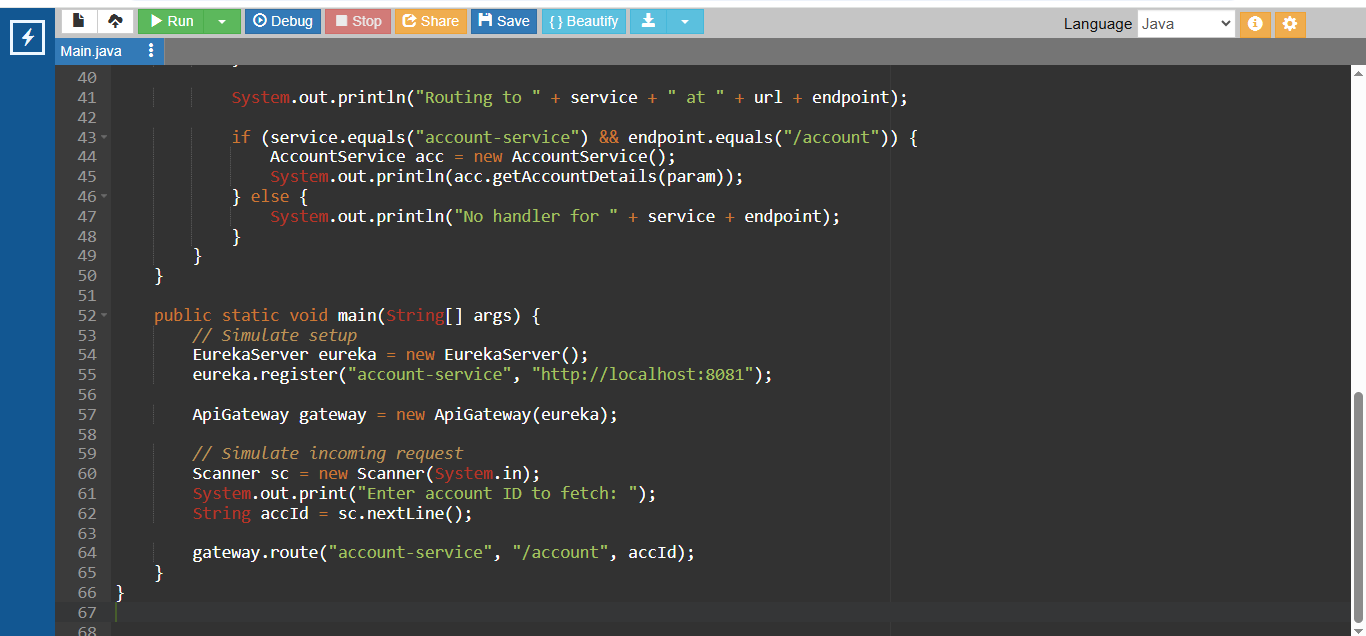 Run Debug Stop Share Save { } Beautify Language Java
Main.java
40
41 System.out.println("Routing to " + service + " at " + url + endpoint);
42
43 if (service.equals("account-service") && endpoint.equals("/account")) {
44 AccountService acc = new AccountService();
45 System.out.println(acc.getAccountDetails(param));
46 } else {
47 System.out.println("No handler for " + service + endpoint);
48 }
49 }
50 }
51
52 public static void main(String[] args) {
53 // Simulate setup
54 EurekaServer eureka = new EurekaServer();
55 eureka.register("account-service", "http://localhost:8081");
56
57 ApiGateway gateway = new ApiGateway(eureka);
58
59 // Simulate incoming request
60 Scanner sc = new Scanner(System.in);
61 System.out.print("Enter account ID to fetch: ");
62 String accId = sc.nextLine();
63
64 gateway.route("account-service", "/account", accId);
65 }
66 }
67
68